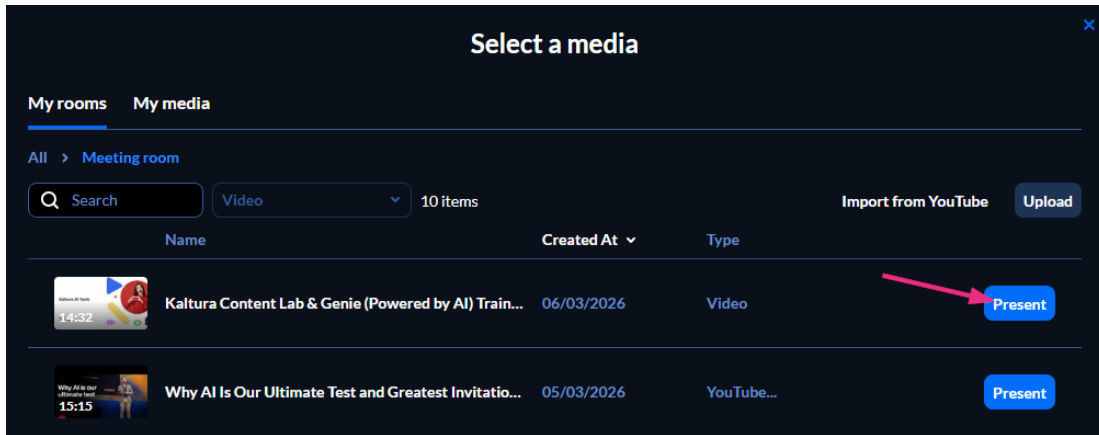 Select a media
×
My rooms My media
All > Meeting room
Search Video 10 items Import from YouTube Upload
Name Created At Type
Kaltura AI Tools
14:32
Kaltura Content Lab & Genie (Powered by AI) Train... 06/03/2026 Video Present
Why AI is our
ultimate test
15:15
Why AI Is Our Ultimate Test and Greatest Invitatio... 05/03/2026 YouTube... Present